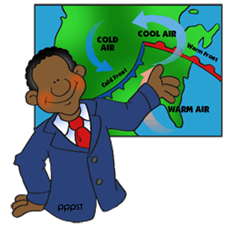 COOL AIR
COLD
AIR
Warm Front
Cold Front
WARM AIR
pppst